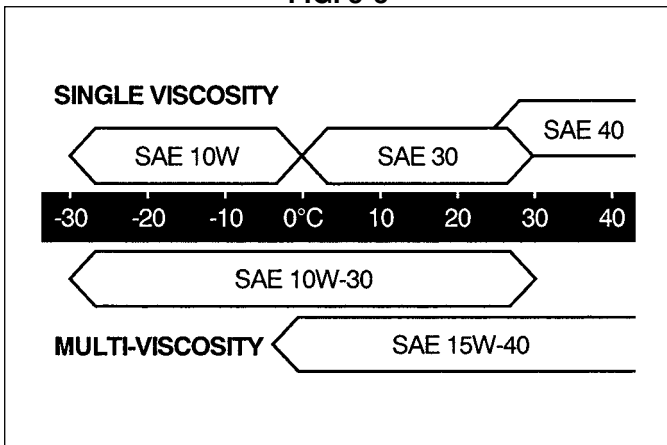 SINGLE VISCOSITY
SAE 40
SAE 10W SAE 30
-30 -20 -10 0°C 10 20 30 40
SAE 10W-30
MULTI-VISCOSITY SAE 15W-40